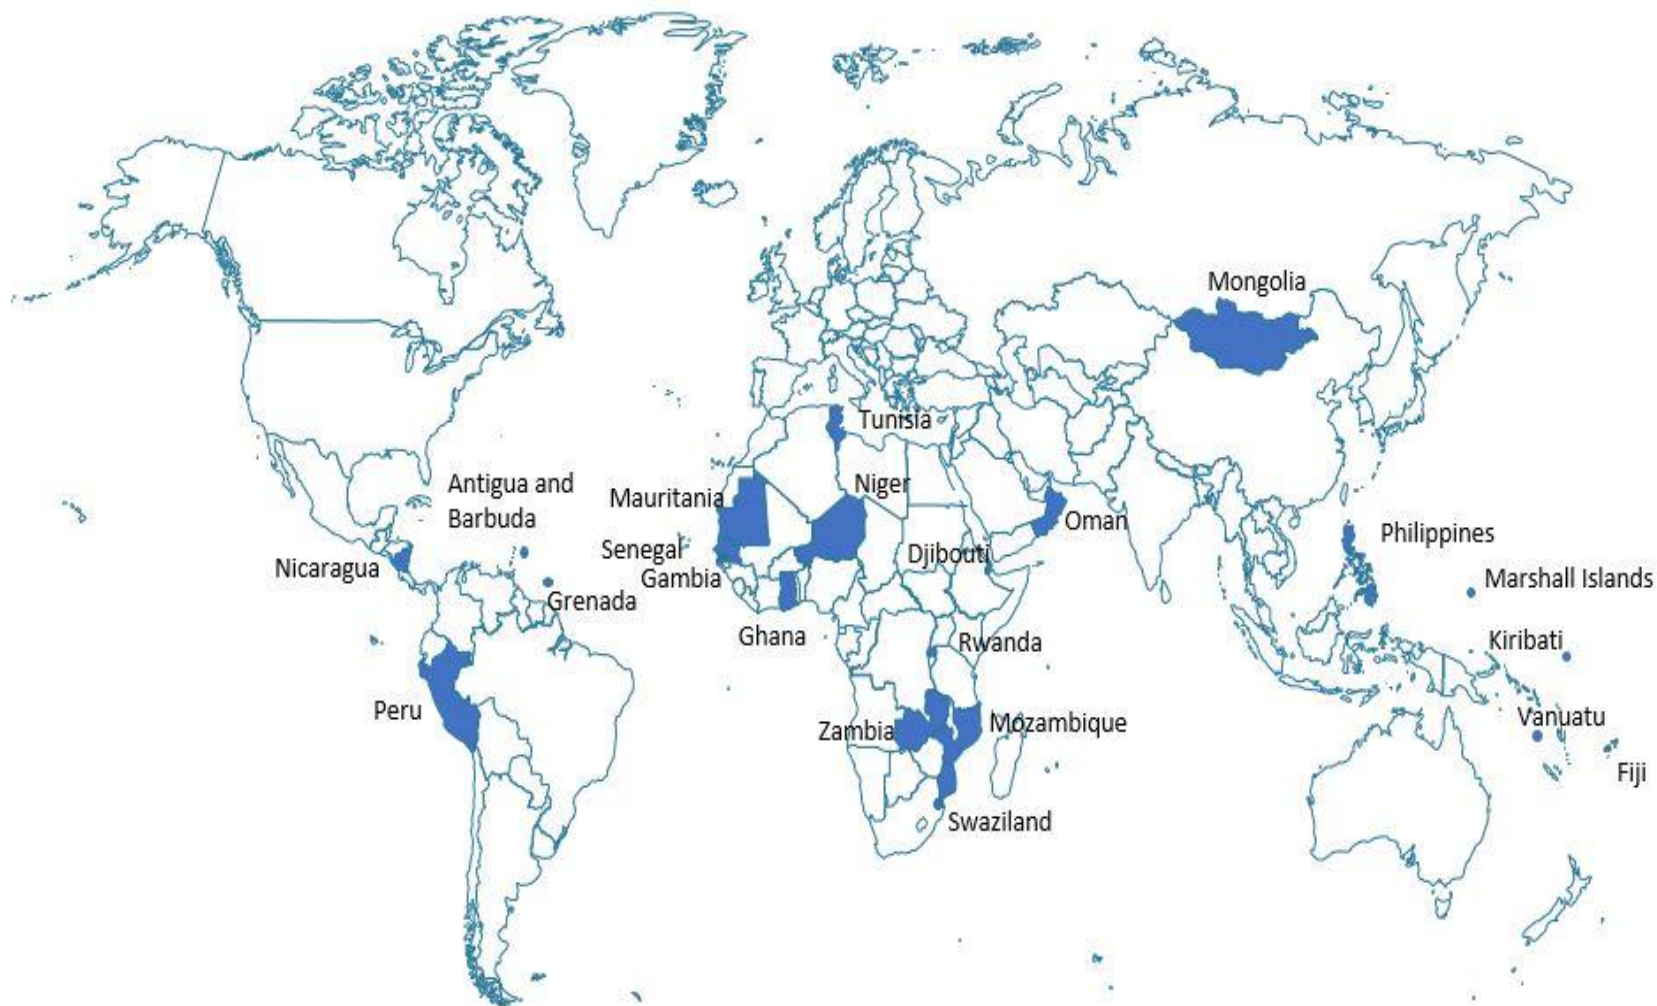 Mongolia
Tunisia
Antigua and
Barbuda
Mauritania
Niger
Oman
Philippines
Senegal
Djibouti
Nicaragua
Gambia
Marshall Islands
Grenada
Ghana
Rwanda
Kiribati
Peru
Zambia
Mozambique
Vanuatu
Fiji
Swaziland